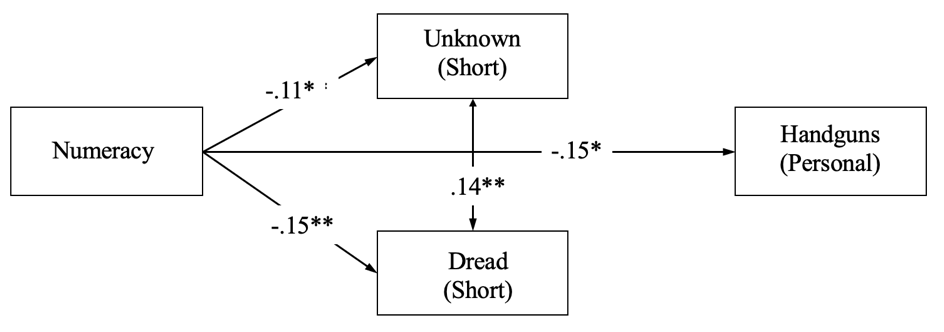 Unknown
(Short)
-.11*
Numeracy
-.15*
Handguns
(Personal)
.14**
-.15**
Dread
(Short)